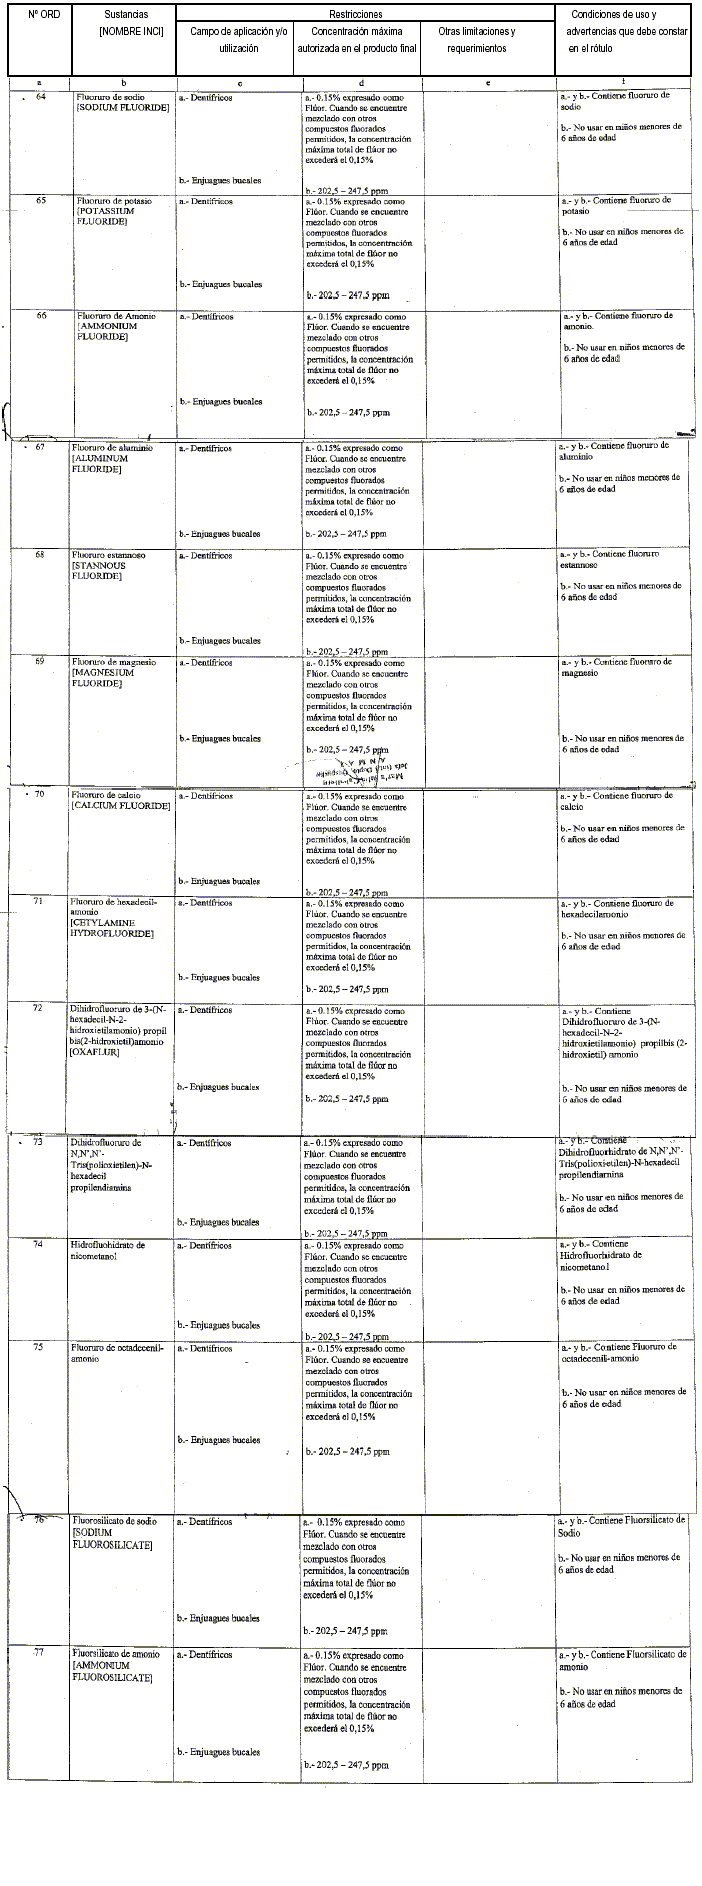 Nº ORD
Sustancias
[NOMBRE INCI]
Restricciones
Condiciones de uso y
advertencias que debe constar
en el rótulo
Campo de aplicación y/o
utilización
Concentración máxima
autorizada en el producto final
Otras limitaciones y
requerimientos
a b c d e f
64
Fluoruro de sodio
[SODIUM FLUORIDE]
a.- Dentífricos
b.- Enjuagues bucales
a.- 0.15% expresado como
Flúor. Cuando se encuentre
mezclado con otros
compuestos fluorados
permitidos, la concentración
máxima total de flúor no
excederá el 0,15%
b.- 202,5 – 247,5 ppm
a.- y b.- Contiene fluoruro de
sodio
b.- No usar en niños menores de
6 años de edad
65
Fluoruro de potasio
[POTASSIUM
FLUORIDE]
a.- Dentífricos
b.- Enjuagues bucales
a.- 0.15% expresado como
Flúor. Cuando se encuentre
mezclado con otros
compuestos fluorados
permitidos, la concentración
máxima total de flúor no
excederá el 0,15%
b.- 202,5 – 247,5 ppm
a.- y b.- Contiene fluoruro de
potasio
b.- No usar en niños menores de
6 años de edad
66
Fluoruro de Amonio
[AMMONIUM
FLUORIDE]
a.- Dentífricos
b.- Enjuagues bucales
a.- 0.15% expresado como
Flúor. Cuando se encuentre
mezclado con otros
compuestos fluorados
permitidos, la concentración
máxima total de flúor no
excederá el 0,15%
b.- 202,5 – 247,5 ppm
a.- y b.- Contiene fluoruro de
amonio.
b.- No usar en niños menores de
6 años de edad
67
Fluoruro de aluminio
[ALUMINUM
FLUORIDE]
a.- Dentífricos
b.- Enjuagues bucales
a.- 0.15% expresado como
Flúor. Cuando se encuentre
mezclado con otros
compuestos fluorados
permitidos, la concentración
máxima total de flúor no
excederá el 0,15%
b.- 202,5 – 247,5 ppm
a.- y b.- Contiene fluoruro de
aluminio
b.- No usar en niños menores de
6 años de edad
68
Fluoruro estannoso
[STANNOUS
FLUORIDE]
a.- Dentífricos
b.- Enjuagues bucales
a.- 0.15% expresado como
Flúor. Cuando se encuentre
mezclado con otros
compuestos fluorados
permitidos, la concentración
máxima total de flúor no
excederá el 0,15%
b.- 202,5 – 247,5 ppm
a.- y b.- Contiene fluoruro
estannoso
b.- No usar en niños menores de
6 años de edad
69
Fluoruro de magnesio
[MAGNESIUM
FLUORIDE]
a.- Dentífricos
b.- Enjuagues bucales
a.- 0.15% expresado como
Flúor. Cuando se encuentre
mezclado con otros
compuestos fluorados
permitidos, la concentración
máxima total de flúor no
excederá el 0,15%
b.- 202,5 – 247,5 ppm
a.- y b.- Contiene fluoruro de
magnesio
b.- No usar en niños menores de
6 años de edad
70
Fluoruro de calcio
[CALCIUM FLUORIDE]
a.- Dentífricos
b.- Enjuagues bucales
a.- 0.15% expresado como
Flúor. Cuando se encuentre
mezclado con otros
compuestos fluorados
permitidos, la concentración
máxima total de flúor no
excederá el 0,15%
b.- 202,5 – 247,5 ppm
a.- y b.- Contiene fluoruro de
calcio
b.- No usar en niños menores de
6 años de edad
71
Fluoruro de hexadecil-
amonio
[CETYLAMINE
HYDROFLUORIDE]
a.- Dentífricos
b.- Enjuagues bucales
a.- 0.15% expresado como
Flúor. Cuando se encuentre
mezclado con otros
compuestos fluorados
permitidos, la concentración
máxima total de flúor no
excederá el 0,15%
b.- 202,5 – 247,5 ppm
a.- y b.- Contiene fluoruro de
hexadecilamonio
b.- No usar en niños menores de
6 años de edad
72
Dihidrofluoruro de 3-(N-
hexadecil-N-2-
hidroxietilamonio) propil
bis(2-hidroxietil)amonio
[OXAFLUR]
a.- Dentífricos
b.- Enjuagues bucales
a.- 0.15% expresado como
Flúor. Cuando se encuentre
mezclado con otros
compuestos fluorados
permitidos, la concentración
máxima total de flúor no
excederá el 0,15%
b.- 202,5 – 247,5 ppm
a.- y b.- Contiene
Dihidrofluoruro de 3-(N-
hexadecil-N-2-
hidroxietilamonio) propilbis (2-
hidroxietil) amonio
b.- No usar en niños menores de
6 años de edad
73
Dihidrofluoruro de
N,N',N'-
Tris(polioxietilen)-N-
hexadecil
propilendiamina
a.- Dentífricos
b.- Enjuagues bucales
a.- 0.15% expresado como
Flúor. Cuando se encuentre
mezclado con otros
compuestos fluorados
permitidos, la concentración
máxima total de flúor no
excederá el 0,15%
b.- 202,5 – 247,5 ppm
a.- y b.- Contiene
Dihidrofluorhidrato de N,N',N'-
Tris(polioxietilen)-N-hexadecil
propilendiamina
b.- No usar en niños menores de
6 años de edad
74
Hidrofluohidrato de
nicometanol
a.- Dentífricos
b.- Enjuagues bucales
a.- 0.15% expresado como
Flúor. Cuando se encuentre
mezclado con otros
compuestos fluorados
permitidos, la concentración
máxima total de flúor no
excederá el 0,15%
b.- 202,5 – 247,5 ppm
a.- y b.- Contiene
Hidrofluorhidrato de
nicometanol
b.- No usar en niños menores de
6 años de edad
75
Fluoruro de octadecenil-
amonio
a.- Dentífricos
b.- Enjuagues bucales
a.- 0.15% expresado como
Flúor. Cuando se encuentre
mezclado con otros
compuestos fluorados
permitidos, la concentración
máxima total de flúor no
excederá el 0,15%
b.- 202,5 – 247,5 ppm
a.- y b.- Contiene Fluoruro de
octadecenil-amonio
b.- No usar en niños menores de
6 años de edad
76
Fluorosilicato de sodio
[SODIUM
FLUOROSILICATE]
a.- Dentífricos
b.- Enjuagues bucales
a.- 0.15% expresado como
Flúor. Cuando se encuentre
mezclado con otros
compuestos fluorados
permitidos, la concentración
máxima total de flúor no
excederá el 0,15%
b.- 202,5 – 247,5 ppm
a.- y b.- Contiene Fluorsilicato de
Sodio
b.- No usar en niños menores de
6 años de edad
77
Fluorsilicato de amonio
[AMMONIUM
FLUOROSILICATE]
a.- Dentífricos
b.- Enjuagues bucales
a.- 0.15% expresado como
Flúor. Cuando se encuentre
mezclado con otros
compuestos fluorados
permitidos, la concentración
máxima total de flúor no
excederá el 0,15%
b.- 202,5 – 247,5 ppm
a.- y b.- Contiene Fluorsilicato de
amonio
b.- No usar en niños menores de
6 años de edad